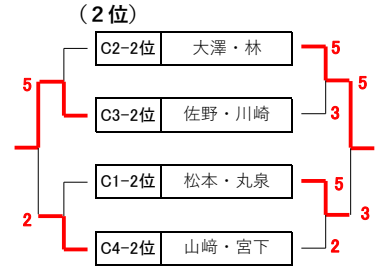 （２位）
C2-2位 大澤・林 5
5 5
C3-2位 佐野・川崎 3
C1-2位 松本・丸泉 5
2 3
C4-2位 山﨑・宮下 2